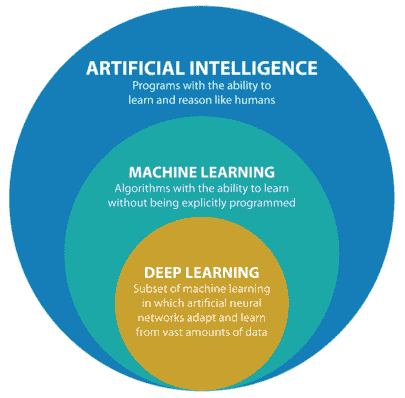 ARTIFICIAL INTELLIGENCE
Programs with the ability to
learn and reason like humans
MACHINE LEARNING
Algorithms with the ability to learn
without being explicitly programmed
DEEP LEARNING
Subset of machine learning
in which artificial neural
networks adapt and learn
from vast amounts of data